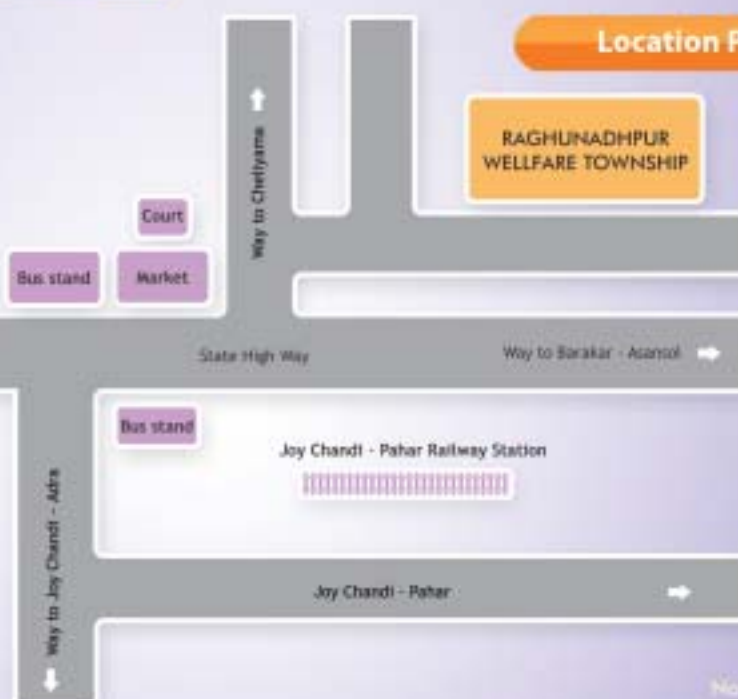 Location
RAGHUNADHPUR
WELLFARE TOWNSHIP
Way to Cheliyama
Court
Bus stand
Market
State High Way
Way to Barakar - Asansol
Bus stand
Joy Chandi - Pahar Railway Station
Way to Joy Chandi - Adra
Joy Chandi - Pahar